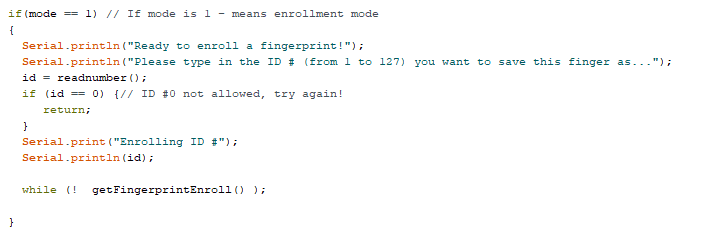 if(mode == 1) // If mode is 1 - means enrollment mode
{
  Serial.println("Ready to enroll a fingerprint!");
  Serial.println("Please type in the ID # (from 1 to 127) you want to save this finger as...");
  id = readnumber();
  if (id == 0) {// ID #0 not allowed, try again!
     return;
  }
  Serial.print("Enrolling ID #");
  Serial.println(id);

  while (!  getFingerprintEnroll() );

}